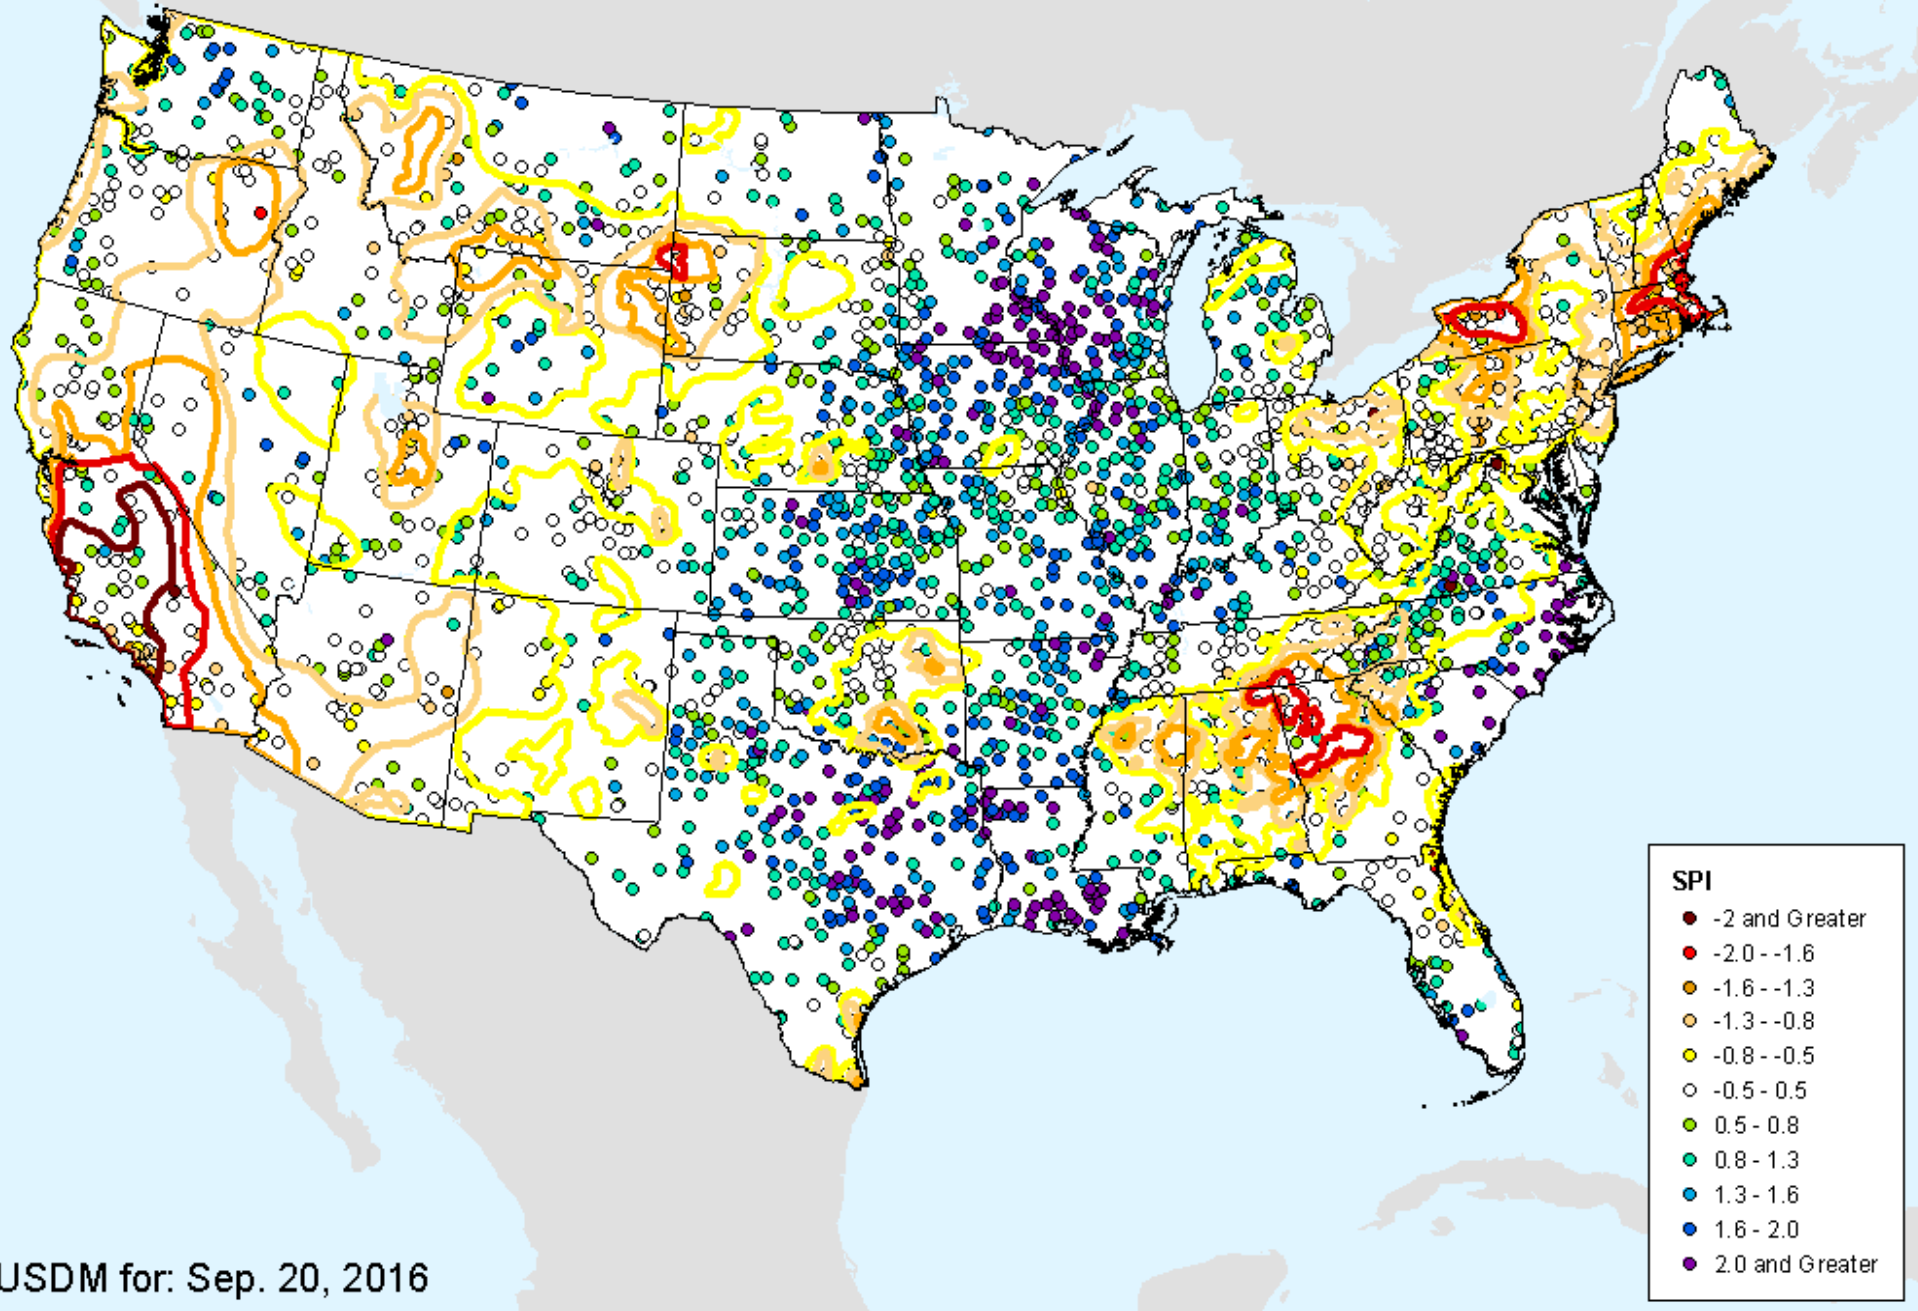 SPI
-2 and Greater
-2.0 - -1.6
-1.6 - -1.3
-1.3 - -0.8
-0.8 - -0.5
-0.5 - 0.5
0.5 - 0.8
0.8 - 1.3
1.3 - 1.6
1.6 - 2.0
2.0 and Greater
USDM for: Sep. 20, 2016